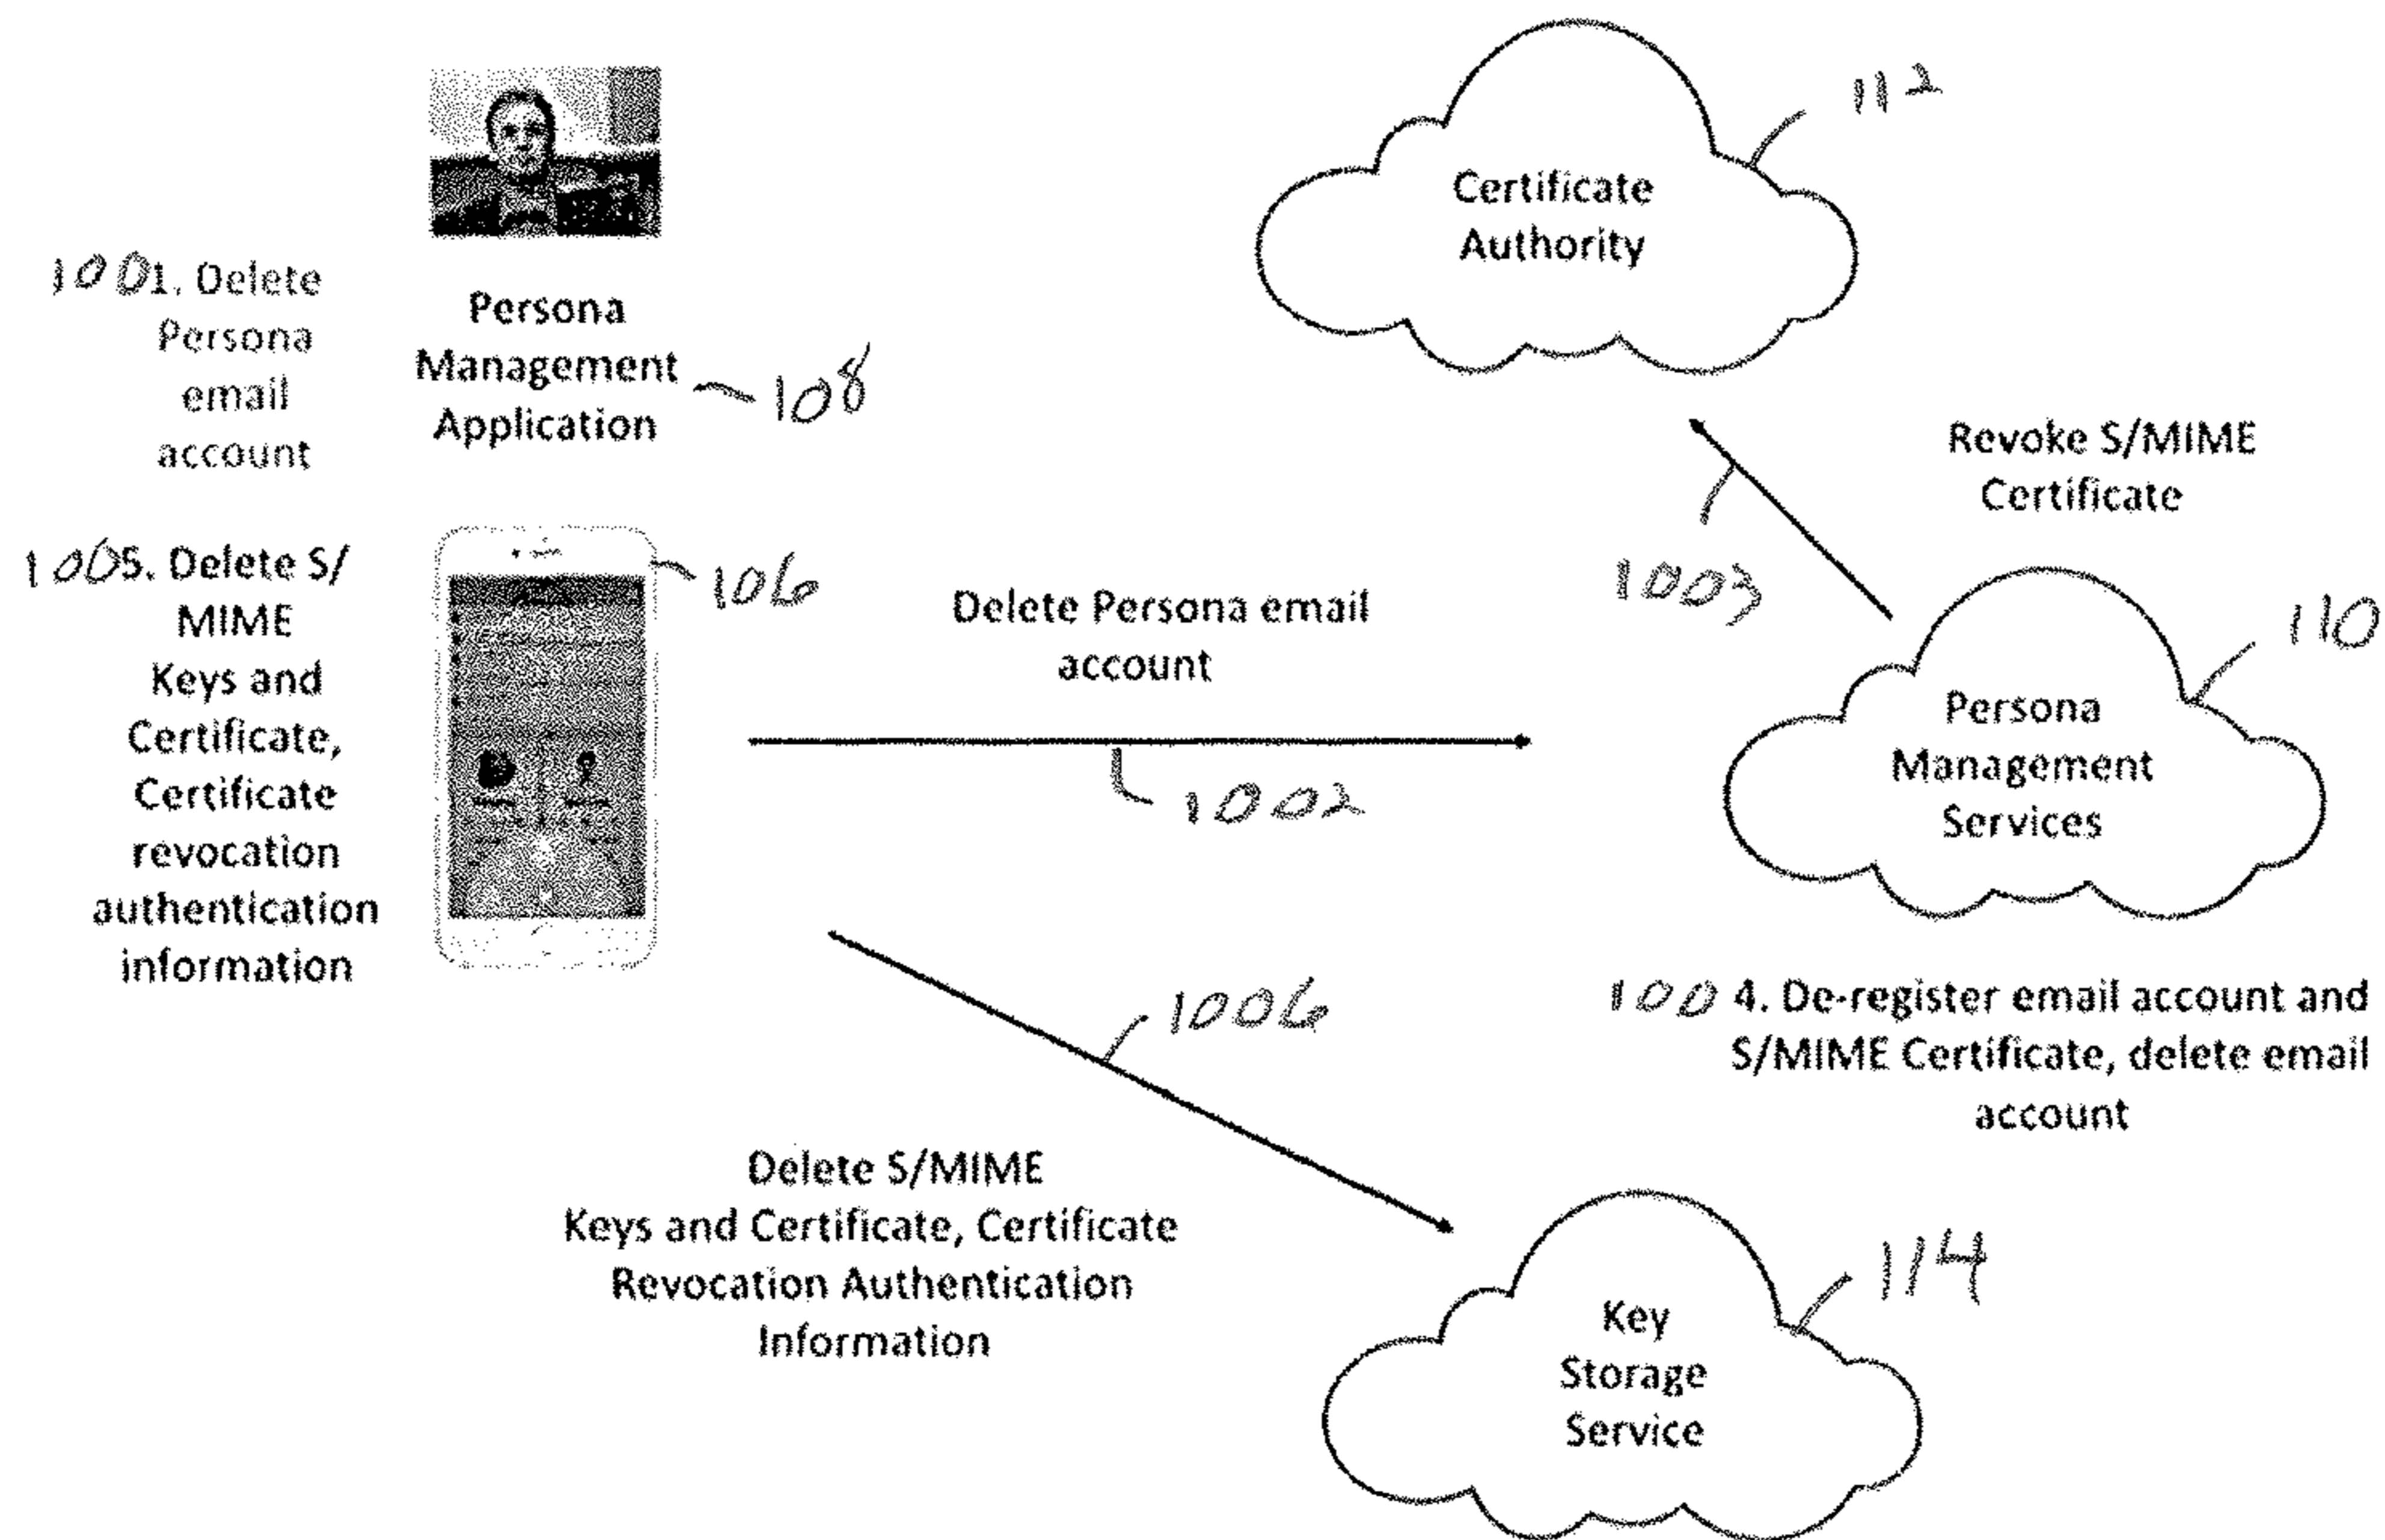 1001. Delete
Persona
email
account
Persona
Management
Application
108
Certificate
Authority
112
Revoke S/MIME
Certificate
1003
1005. Delete S/
MIME
Keys and
Certificate,
Certificate
revocation
authentication
information
106
Delete Persona email
account
1002
Persona
Management
Services
110
1004. De-register email account and
S/MIME Certificate, delete email
account
1006
Delete S/MIME
Keys and Certificate, Certificate
Revocation Authentication
Information
Key
Storage
Service
114